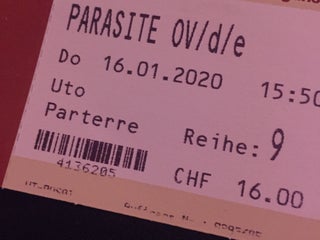 PARASITE OV/d/e
Do 16.01.2020 15:50
Uto
Parterre Reihe: 9
4136205
CHF 16.00